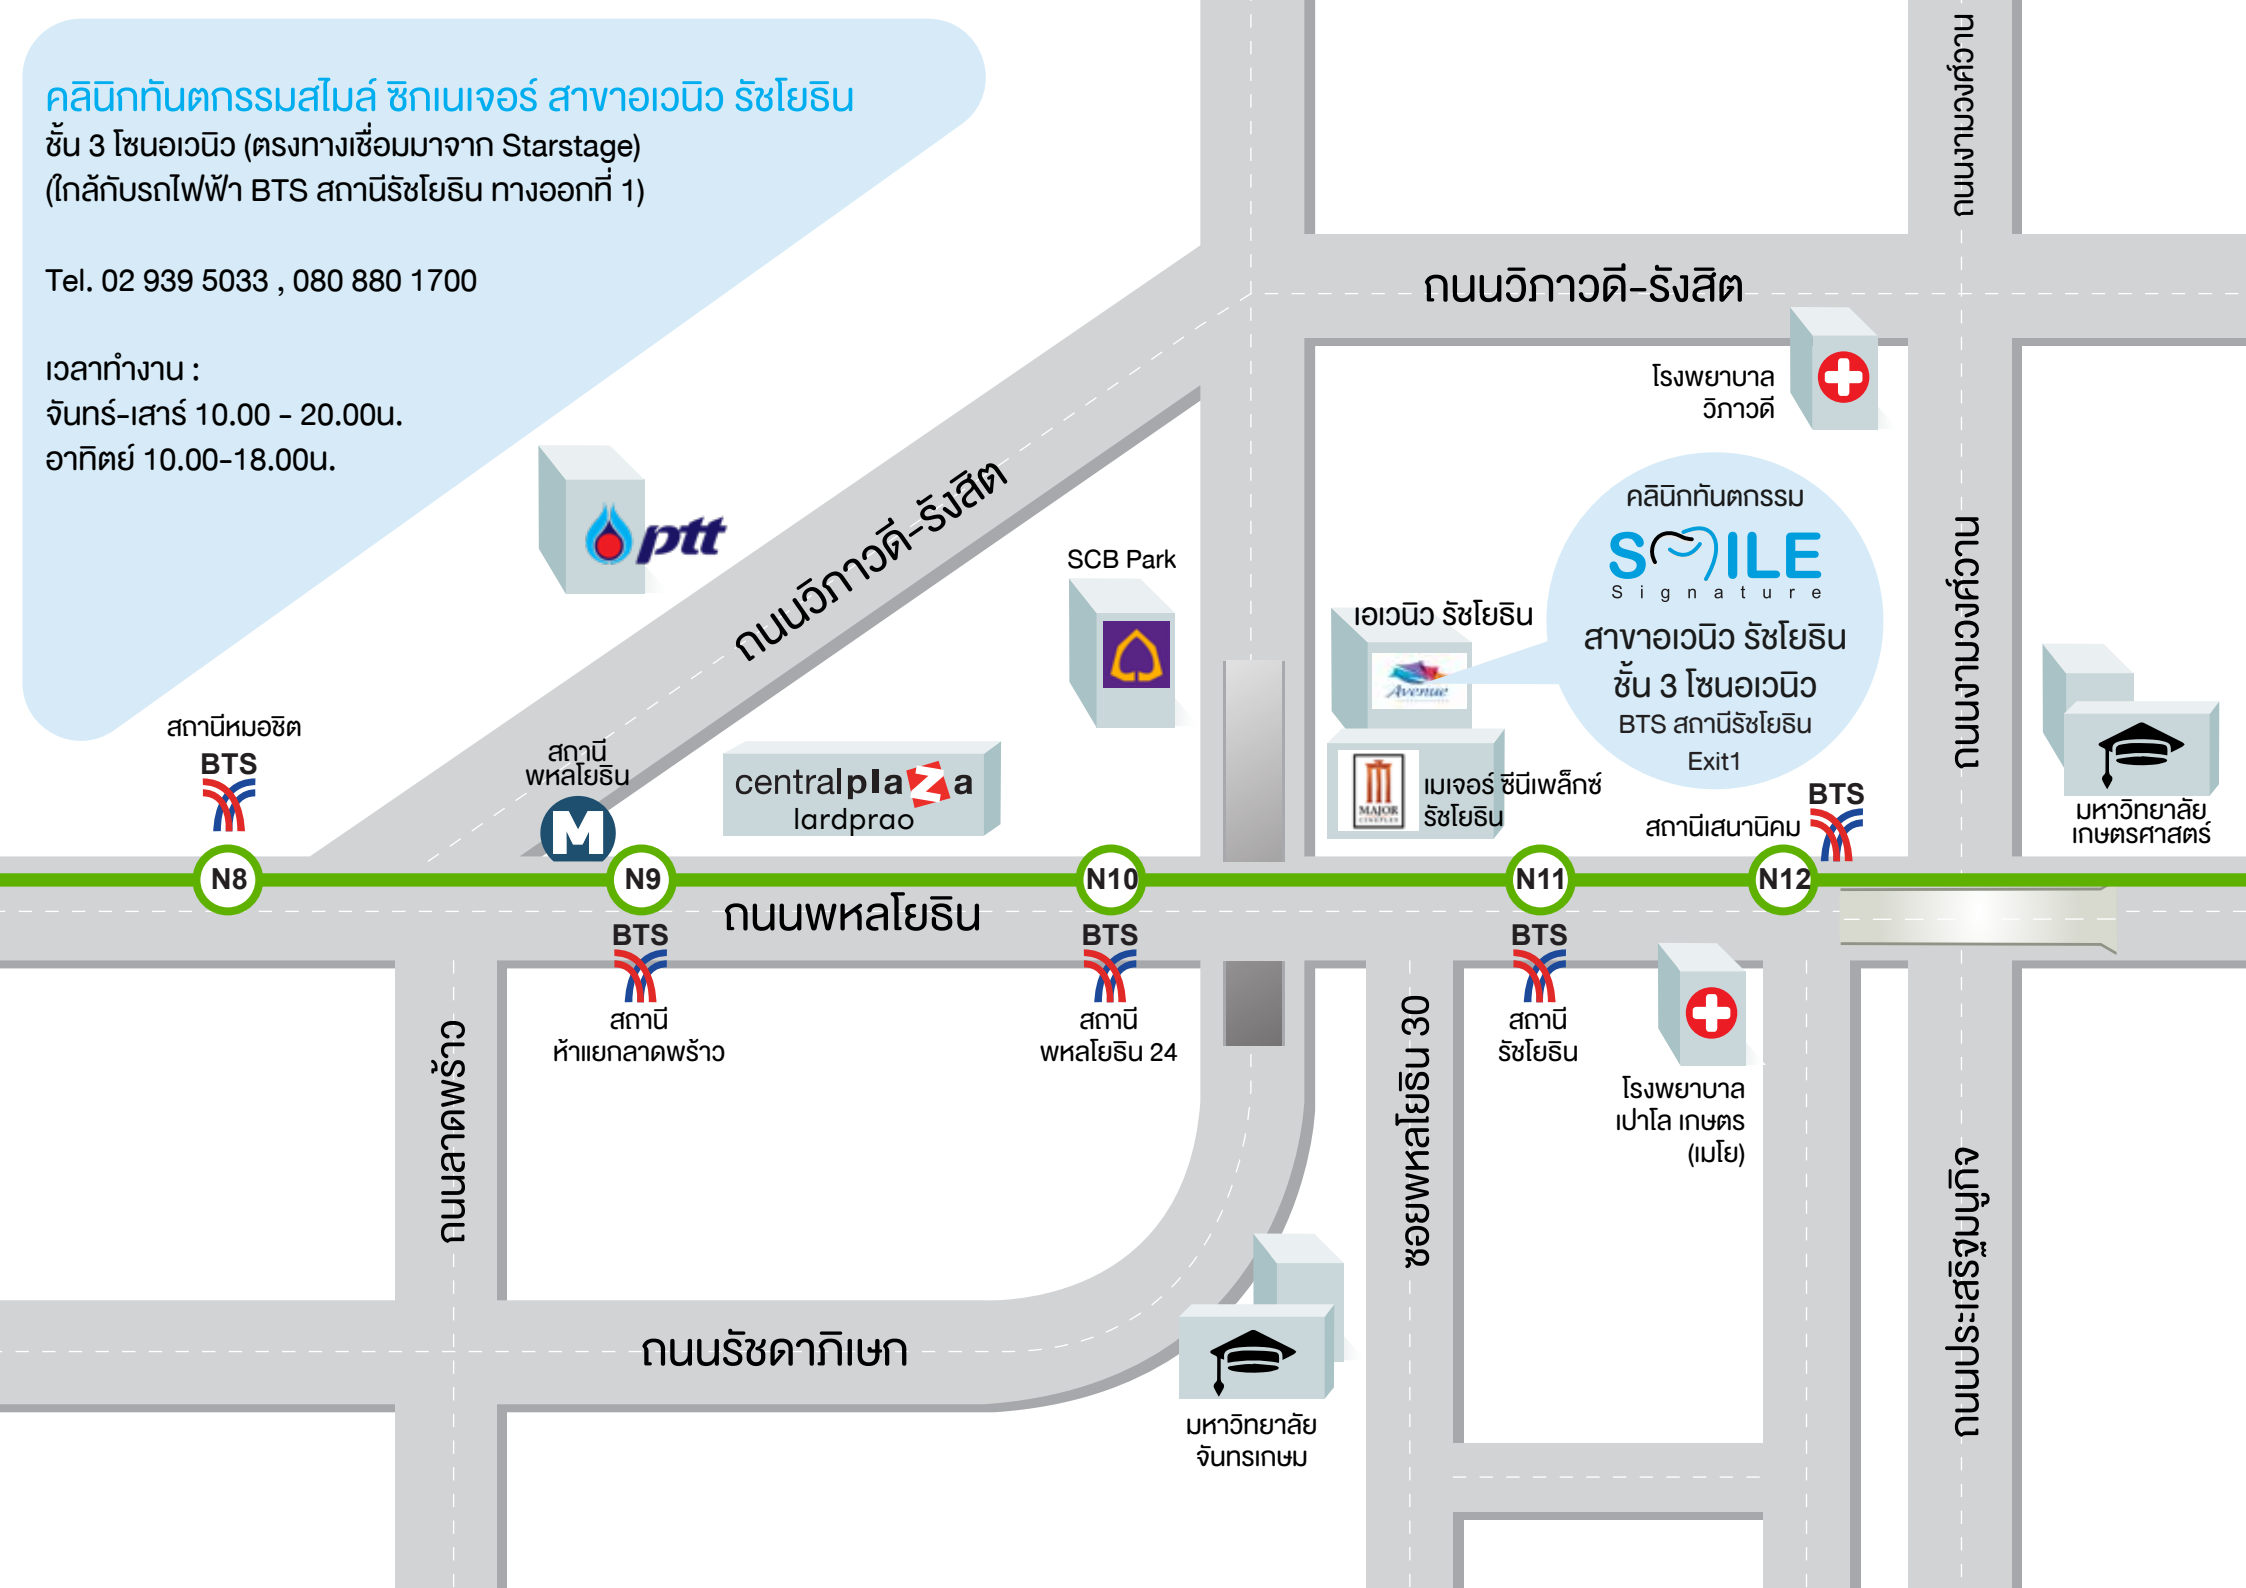 คลินิกทันตกรรมสไมล์ ซิกเนเจอร์ สาขาอเวนิว รัชโยธิน
ชั้น 3 โซนอเวนิว (ตรงทางเชื่อมมาจาก Starstage)
(ใกล้กับรถไฟฟ้า BTS สถานีรัชโยธิน ทางออกที่ 1)
Tel. 02 939 5033 , 080 880 1700
เวลาทำงาน :
จันทร์-เสาร์ 10.00 - 20.00น.
อาทิตย์ 10.00-18.00น.
ถนนงามวงศ์วาน
ถนนวิภาวดี-รังสิต
โรงพยาบาล
วิภาวดี
ptt
ถนนวิภาวดี-รังสิต
SCB Park
คลินิกทันตกรรม
SMILE
Signature
สาขาอเวนิว รัชโยธิน
ชั้น 3 โซนอเวนิว
BTS สถานีรัชโยธิน
Exit1
เอเวนิว รัชโยธิน
Avenue
ถนนงามวงศ์วาน
สถานีหมอชิต
BTS
สถานี
พหลโยธิน
M
centralplaza
lardprao
MAJOR
CINEPLEX
เมเจอร์ ซีนีเพล็กซ์
รัชโยธิน
สถานีเสนานิคม
BTS
มหาวิทยาลัย
เกษตรศาสตร์
N8
N9
N10
N11
N12
ถนนพหลโยธิน
BTS
สถานี
ห้าแยกลาดพร้าว
BTS
สถานี
พหลโยธิน 24
BTS
สถานี
รัชโยธิน
ถนนลาดพร้าว
ซอยพหลโยธิน 30
โรงพยาบาล
เปาโล เกษตร
(เมโย)
ถนนประเสริฐมนูกิจ
ถนนรัชดาภิเษก
มหาวิทยาลัย
จันทรเกษม